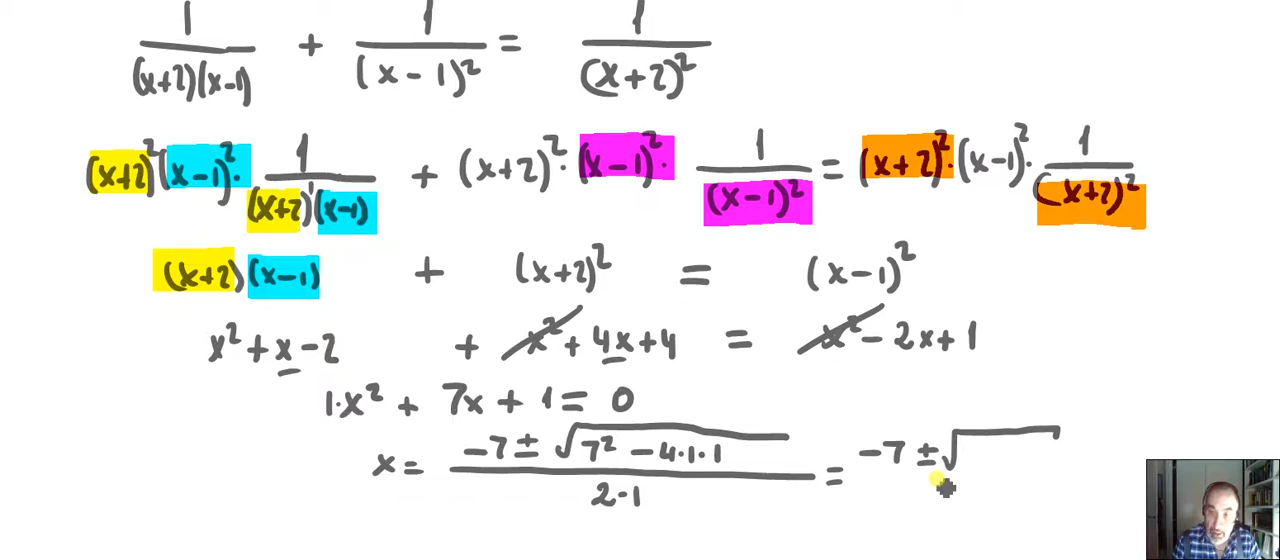 1/((x+2)(x-1)) + 1/(x-1)² = 1/(x+2)²
(x+2)²(x-1)²· 1/((x+2)¹(x-1)) + (x+2)²·(x-1)²· 1/(x-1)² = (x+2)²·(x-1)²· 1/(x+2)²
(x+2)(x-1) + (x+2)² = (x-1)²
x² + x - 2 + x² + 4x + 4 = x² - 2x + 1
1·x² + 7x + 1 = 0
x = (-7 ± √(7² - 4·1·1))/(2·1) = -7 ± √